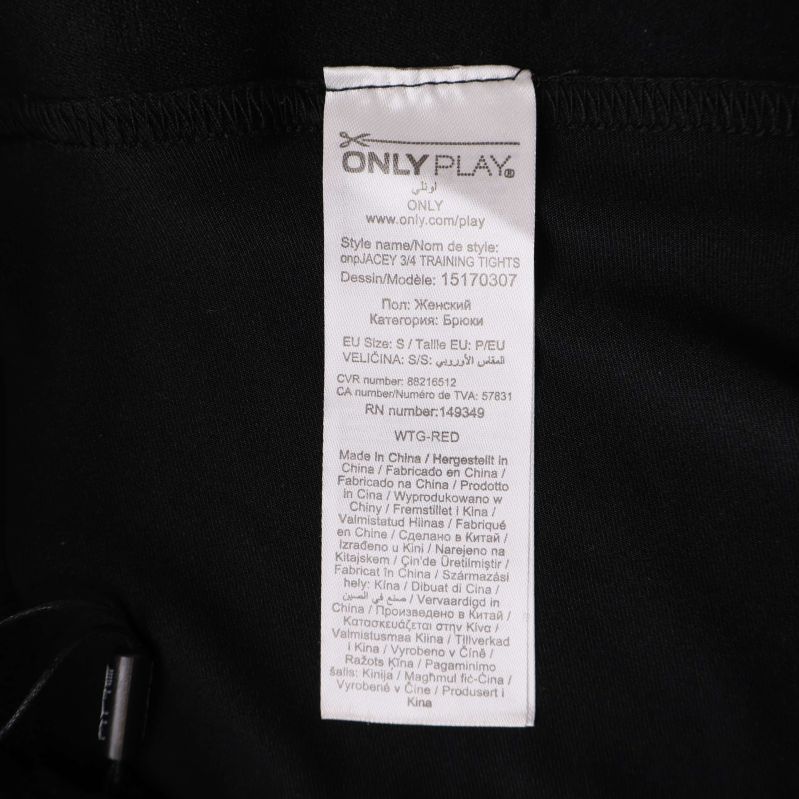 ONLY PLAY®
اونلي
ONLY
www.only.com/play
Style name/Nom de style:
onpJACEY 3/4 TRAINING TIGHTS
Dessin/Modèle: 15170307
Пол: Женский
Категория: Брюки
EU Size: S / Taille EU: P/EU
VELIČINA: S/S: المقاس الأوروبي
CVR number: 88216512
CA number/Numéro de TVA: 57831
RN number:149349
WTG-RED
Made in China / Hergestellt in
China / Fabricado en China /
Fabricado na China / Prodotto
in Cina / Wyprodukowano w
Chiny / Fremstillet i Kina /
Valmistatud Hiinas / Fabriqué
en Chine / Сделано в Китай /
Izrađeno u Kini / Narejeno na
Kitajskem / Çin'de Üretilmiştir /
Fabricat în China / Származási
hely: Kína / Dibuat di Cina /
صنع في الصين / Vervaardigd in
China / Произведено в Китай /
Κατασκευάζεται στην Κίνα /
Valmistusmaa Kiina / Tillverkad
i Kina / Vyrobeno v Číně /
Ražots Ķīna / Pagaminimo
šalis: Kinija / Magħmul fiċ-Ċina /
Vyrobené v Číne / Produsert i
Kina